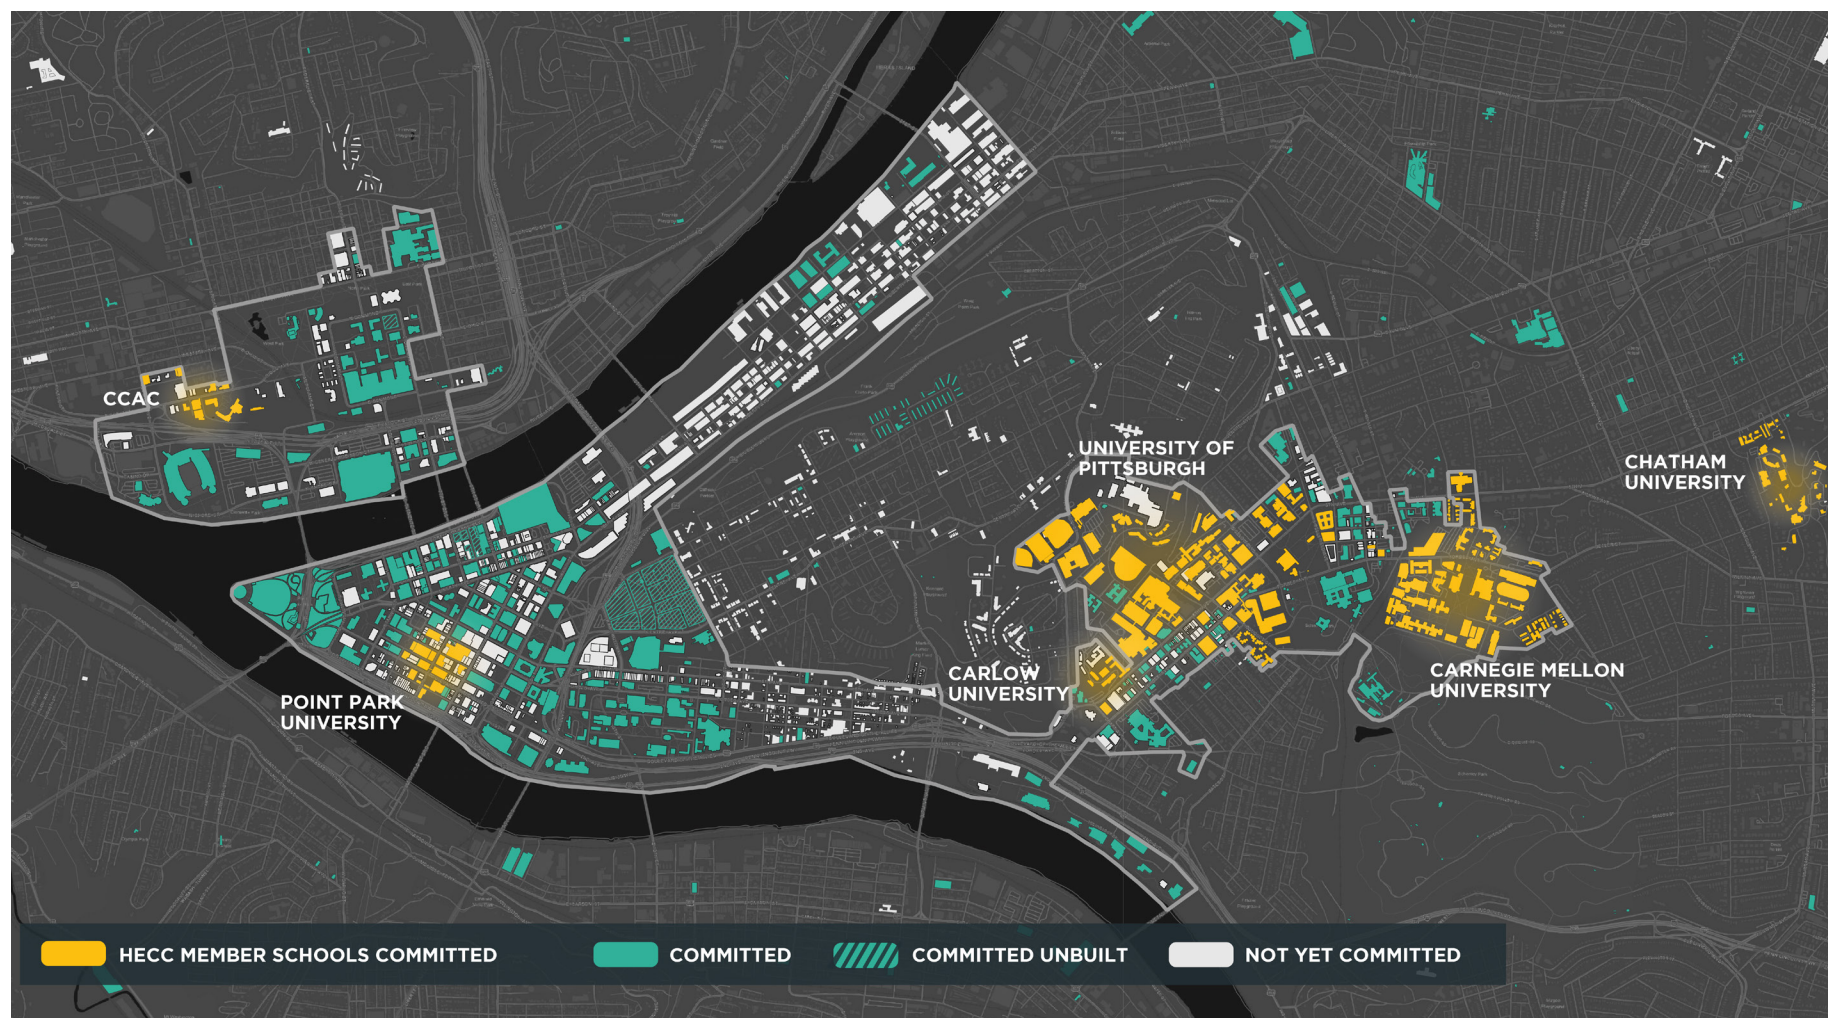 CCAC
UNIVERSITY OF
PITTSBURGH
CHATHAM
UNIVERSITY
CARLOW
UNIVERSITY
CARNEGIE MELLON
UNIVERSITY
POINT PARK
UNIVERSITY
HECC MEMBER SCHOOLS COMMITTED
COMMITTED
COMMITTED UNBUILT
NOT YET COMMITTED